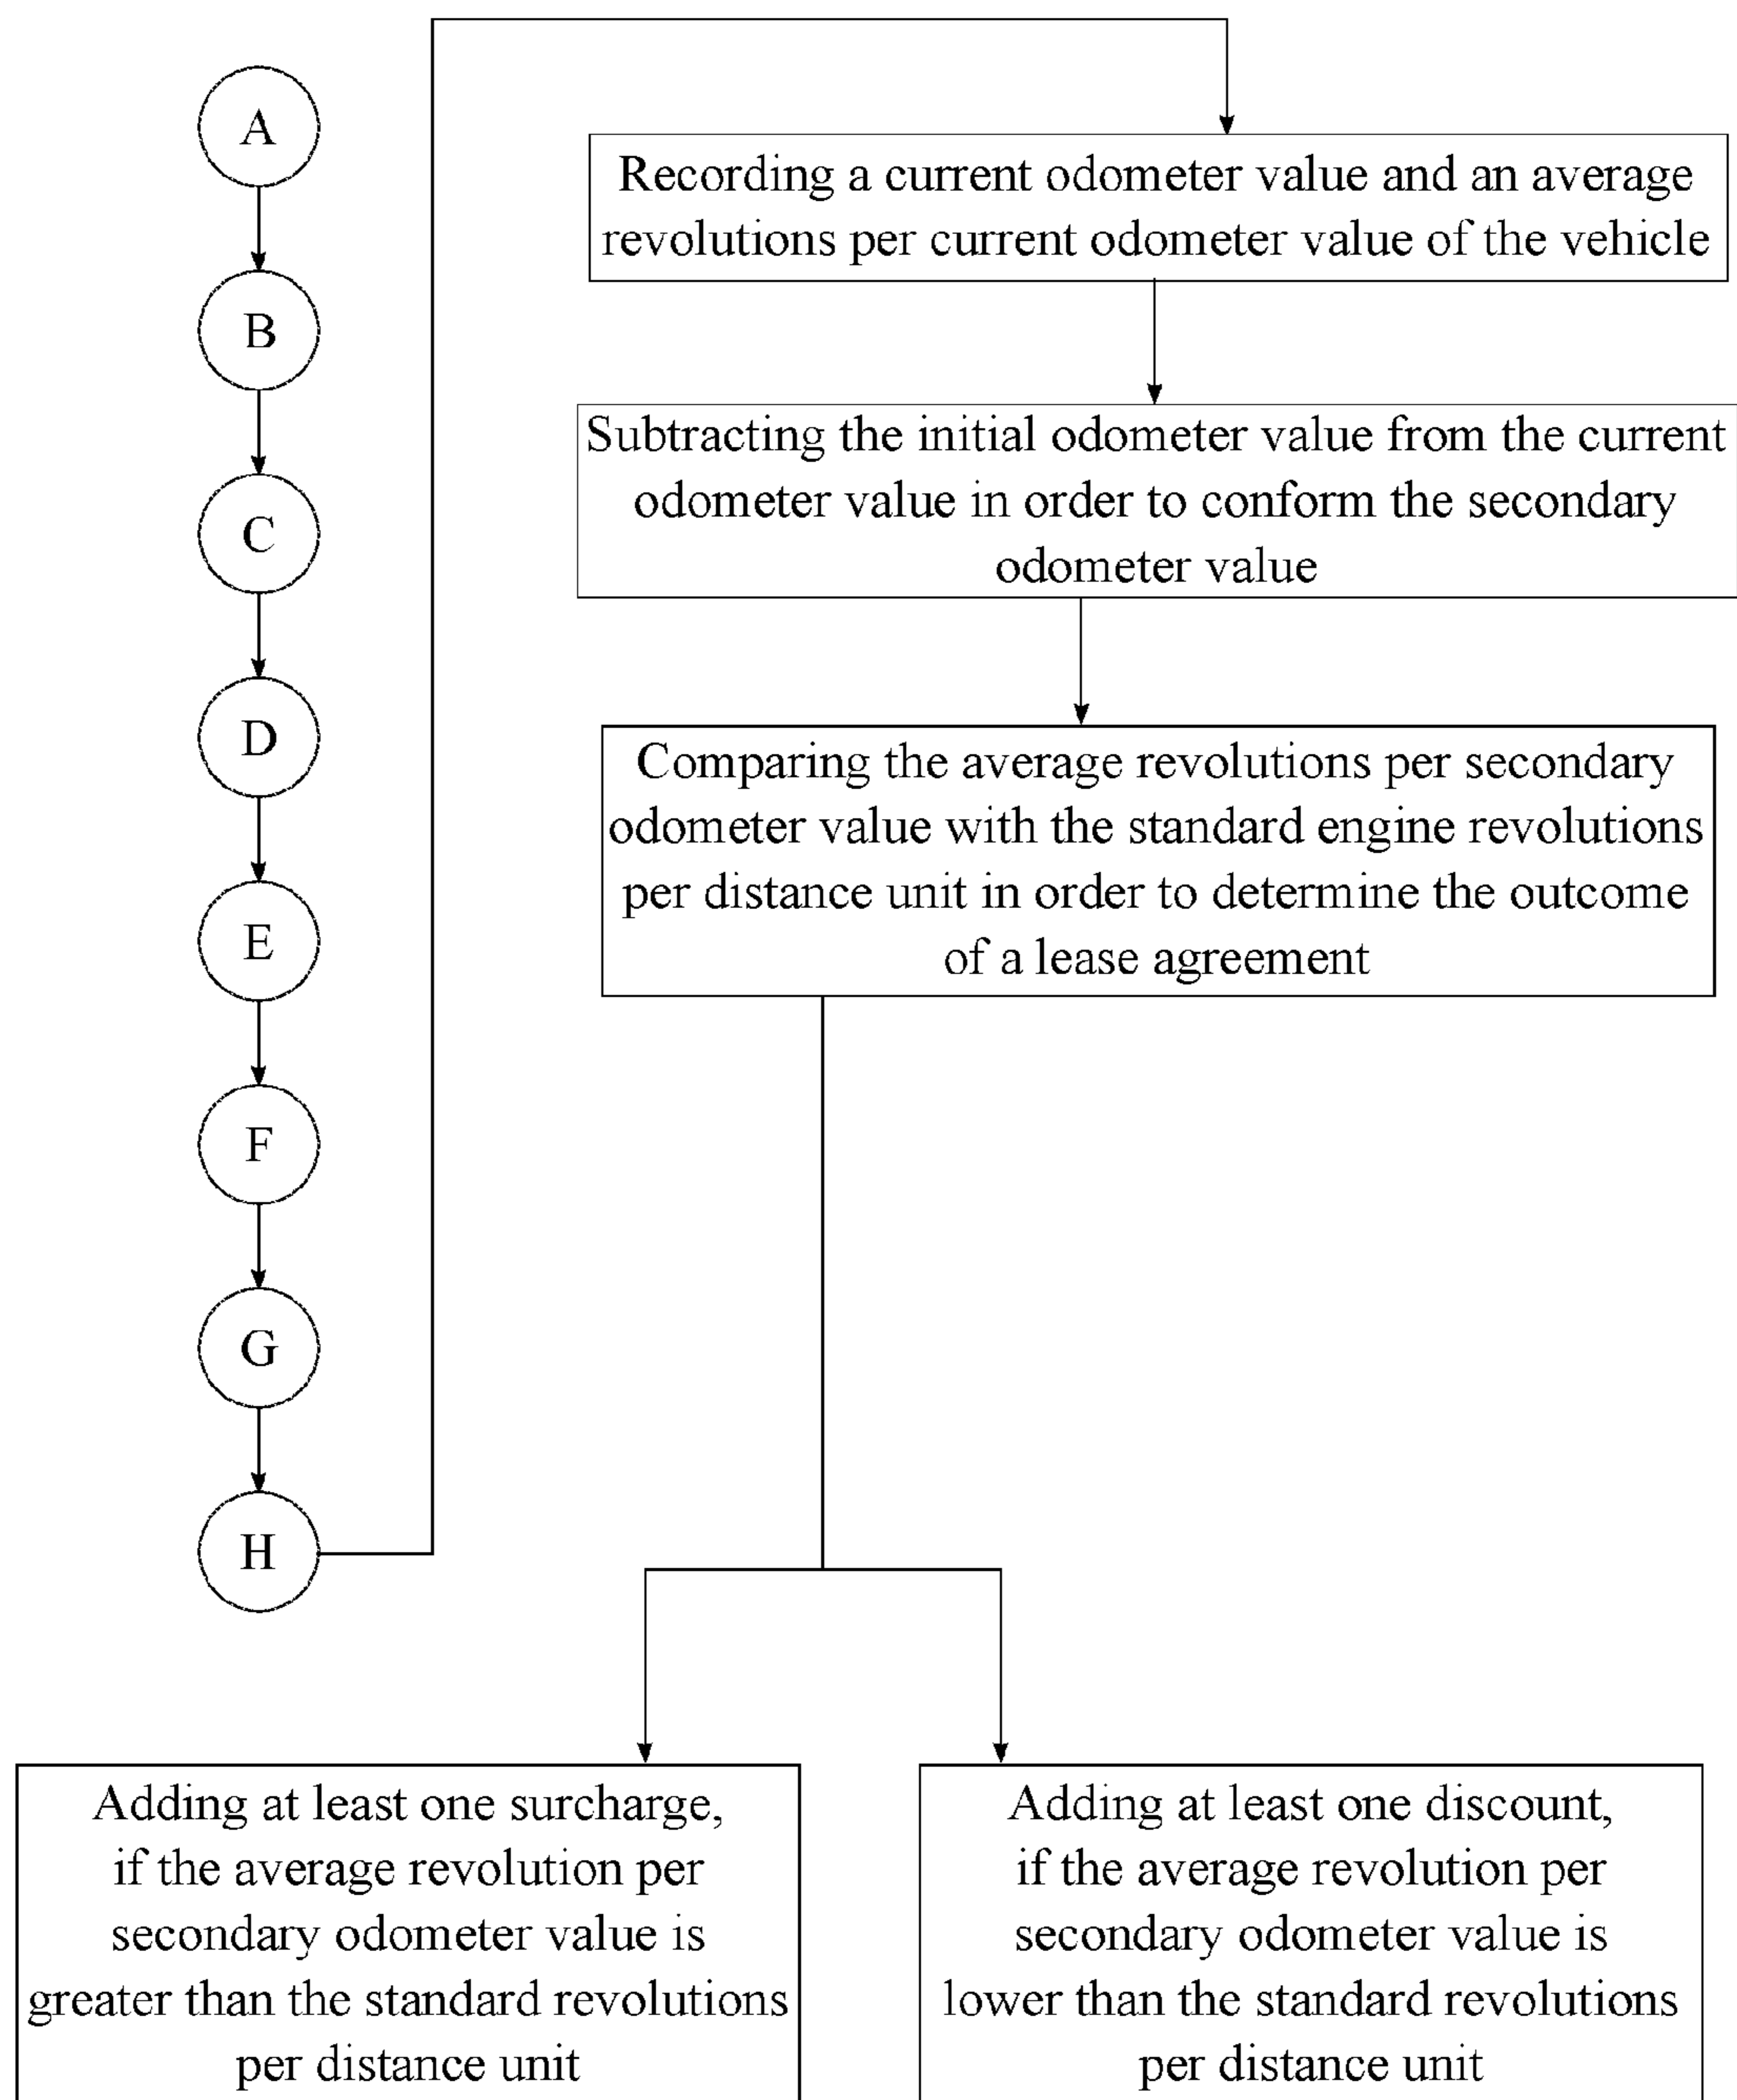 A
B
C
D
E
F
G
H
Recording a current odometer value and an average
revolutions per current odometer value of the vehicle
Subtracting the initial odometer value from the current
odometer value in order to conform the secondary
odometer value
Comparing the average revolutions per secondary
odometer value with the standard engine revolutions
per distance unit in order to determine the outcome
of a lease agreement
Adding at least one surcharge,
if the average revolution per
secondary odometer value is
greater than the standard revolutions
per distance unit
Adding at least one discount,
if the average revolution per
secondary odometer value is
lower than the standard revolutions
per distance unit